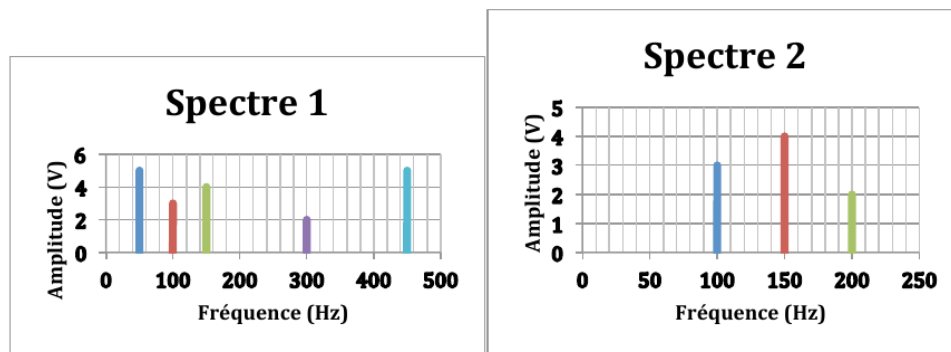 Spectre 1
Amplitude (V)
6
4
2
0
0 100 200 300 400 500
Fréquence (Hz)
Spectre 2
Amplitude (V)
5
4
3
2
1
0
0 50 100 150 200 250
Fréquence (Hz)